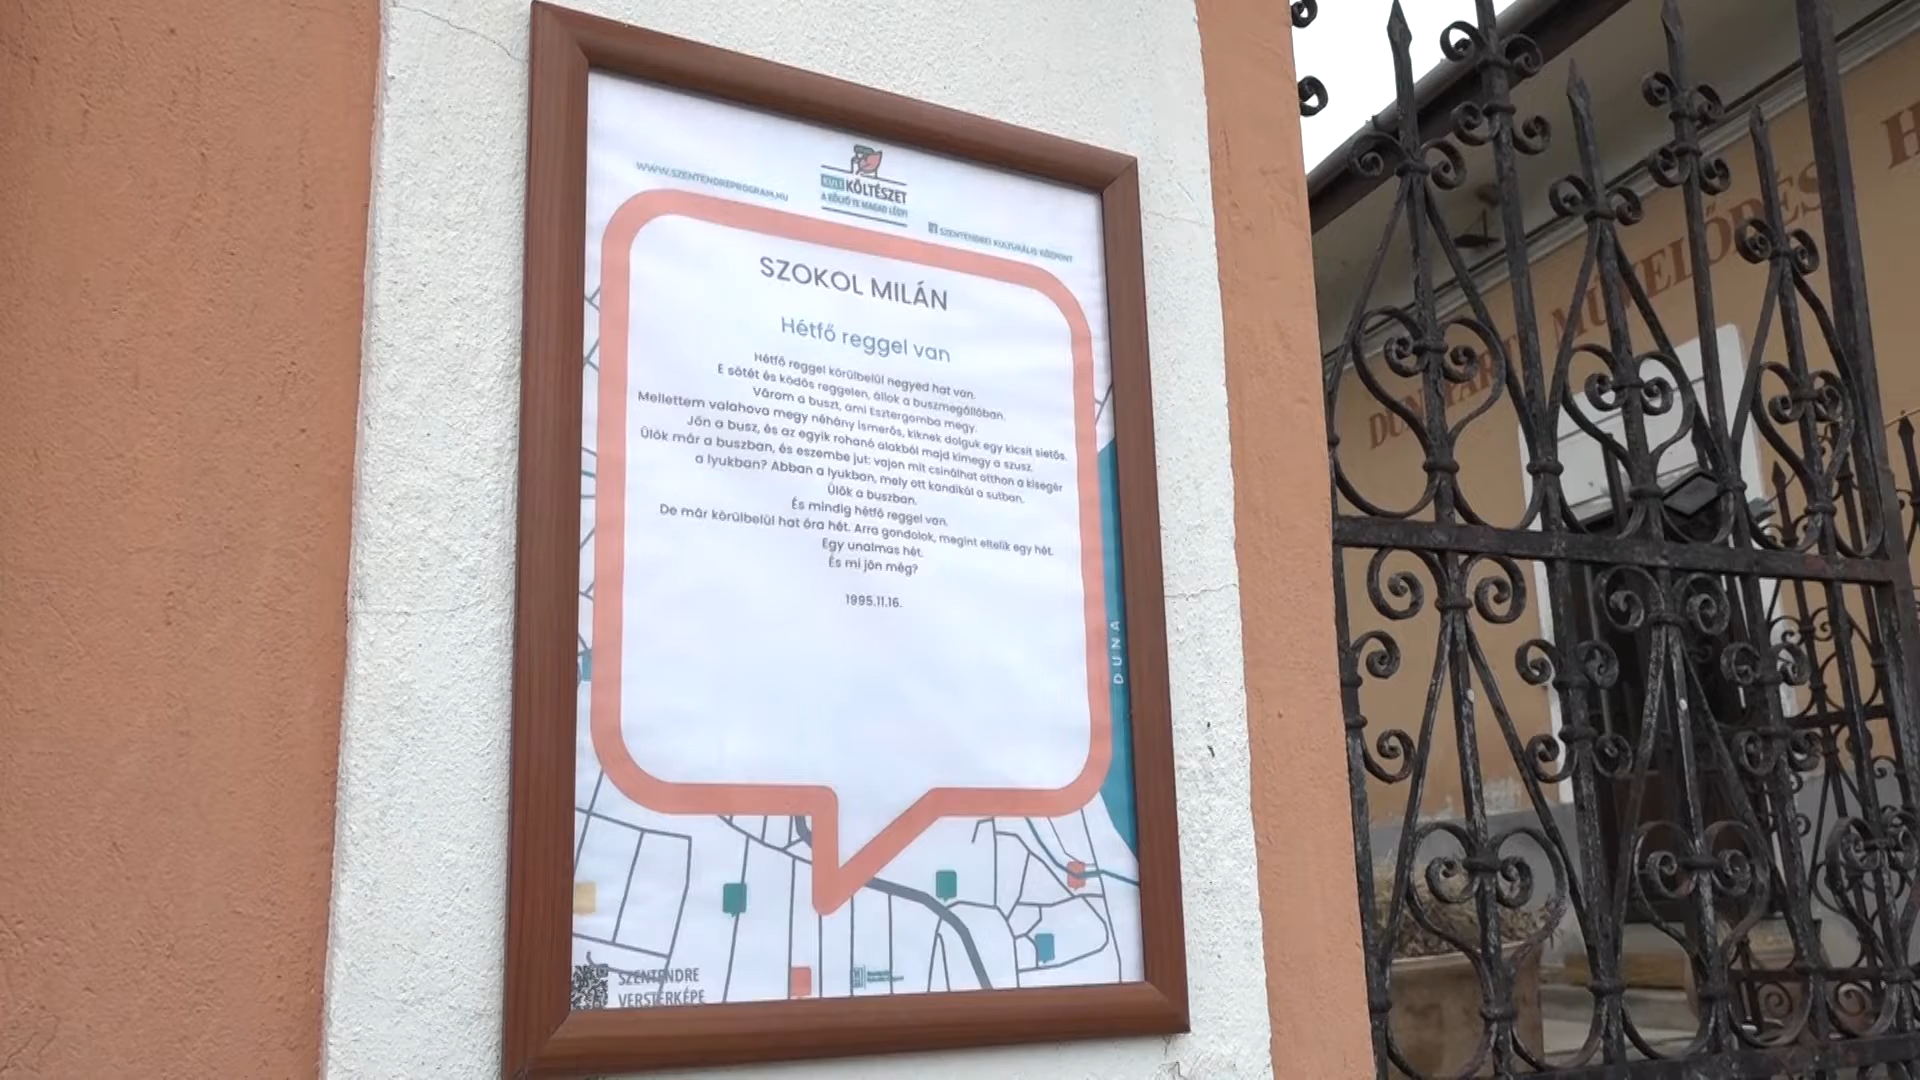 WWW.SZENTENDREPROGRAM.HU
KÖLTÉSZET
A KÖLTŐ TE MAGAD LÉGY!
SZENTENDREI KULTURÁLIS KÖZPONT
SZOKOL MILÁN
Hétfő reggel van
Hétfő reggel körülbelül negyed hat van.
E sötét és ködös reggelen, állok a buszmegállóban.
Várom a buszt, ami Esztergomba megy.
Mellettem valahova megy néhány ismerős, kiknek dolguk egy kicsit sietős.
Jön a busz, és az egyik rohanó alakból majd kimegy a szusz.
Ülök már a buszban, és eszembe jut: vajon mit csinálhat otthon a kisegér
a lyukban? Abban a lyukban, mely ott kandikál a sutban.
Ülök a buszban.
És mindig hétfő reggel van.
De már körülbelül hat óra hét. Arra gondolok, megint eltelik egy hét.
Egy unalmas hét.
És mi jön még?
1995.11.16.
DUNA
SZENTENDRE
VERSTÉRKÉPE
MŰVELŐDÉS H